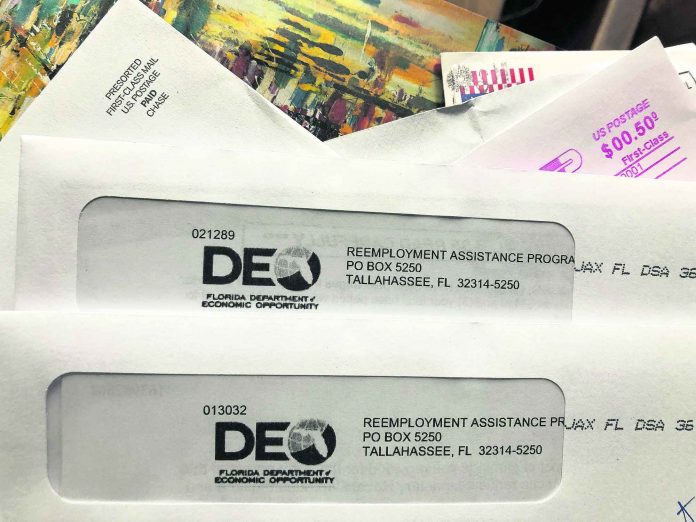 PRESORTED
FIRST-CLASS MAIL
U.S. POSTAGE
PAID
CHASE
US POSTAGE
$00.50⁰
First-Class
0001
021289
DEO
FLORIDA DEPARTMENT of
ECONOMIC OPPORTUNITY
REEMPLOYMENT ASSISTANCE PROGRA
PO BOX 5250
TALLAHASSEE, FL 32314-5250
JAX FL DSA 36
013032
DEO
FLORIDA DEPARTMENT of
ECONOMIC OPPORTUNITY
REEMPLOYMENT ASSISTANCE PR
PO BOX 5250
TALLAHASSEE, FL 32314-5250
JAX FL DSA 36